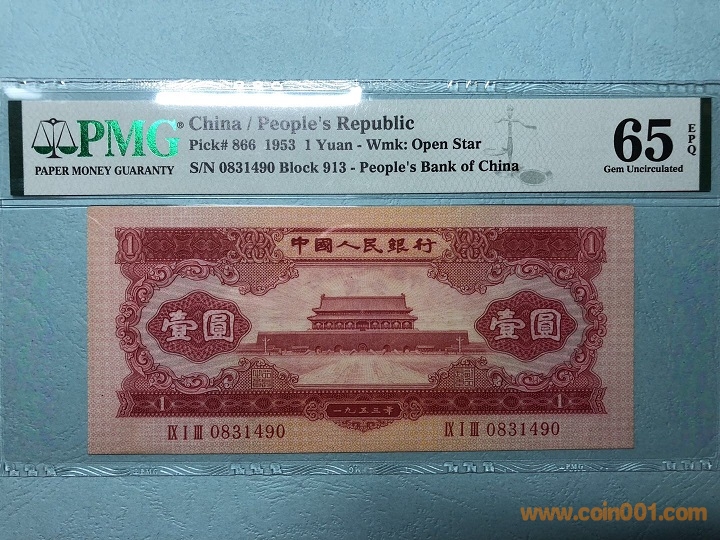 PMG®
PAPER MONEY GUARANTY
China / People's Republic
Pick# 866 1953 1 Yuan - Wmk: Open Star
S/N 0831490 Block 913 - People's Bank of China
65 EPQ
Gem Uncirculated
1 中國人民銀行 1
壹圓 壹圓
1 一九五三年 1
IX I III 0831490 IX I III 0831490
PMG
www.coin001.com